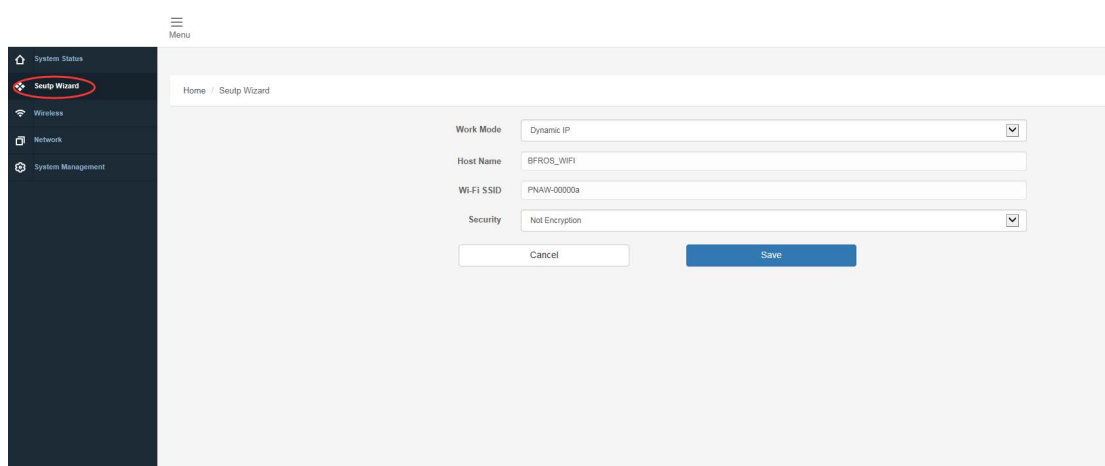 Menu
System Status
Seutp Wizard
Wireless
Network
System Management
Home / Seutp Wizard
Work Mode Dynamic IP
Host Name BFROS_WIFI
Wi-Fi SSID PNAW-00000a
Security Not Encryption
Cancel Save